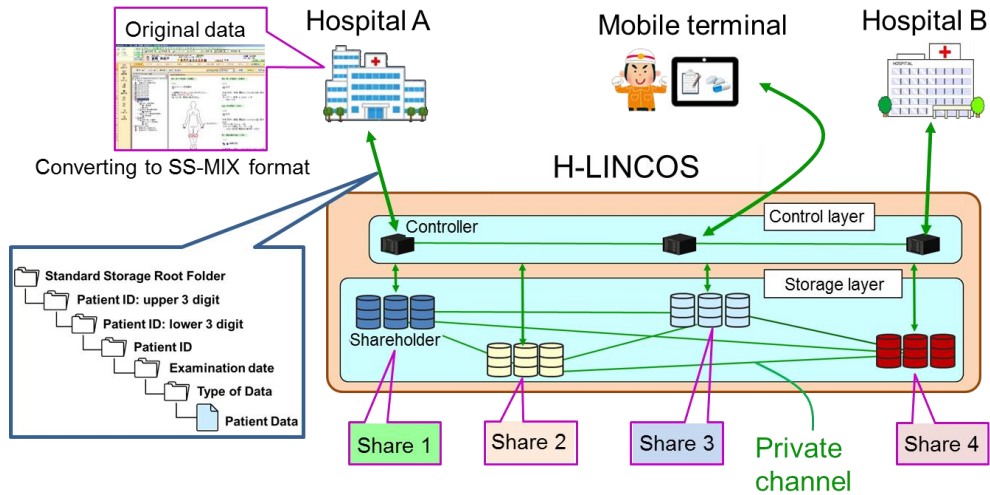 Original data
Hospital A
Mobile terminal
Hospital B
HOSPITAL
Converting to SS-MIX format
H-LINCOS
Control layer
Controller
Storage layer
Shareholder
Standard Storage Root Folder
Patient ID: upper 3 digit
Patient ID: lower 3 digit
Patient ID
Examination date
Type of Data
Patient Data
Share 1
Share 2
Share 3
Share 4
Private
channel